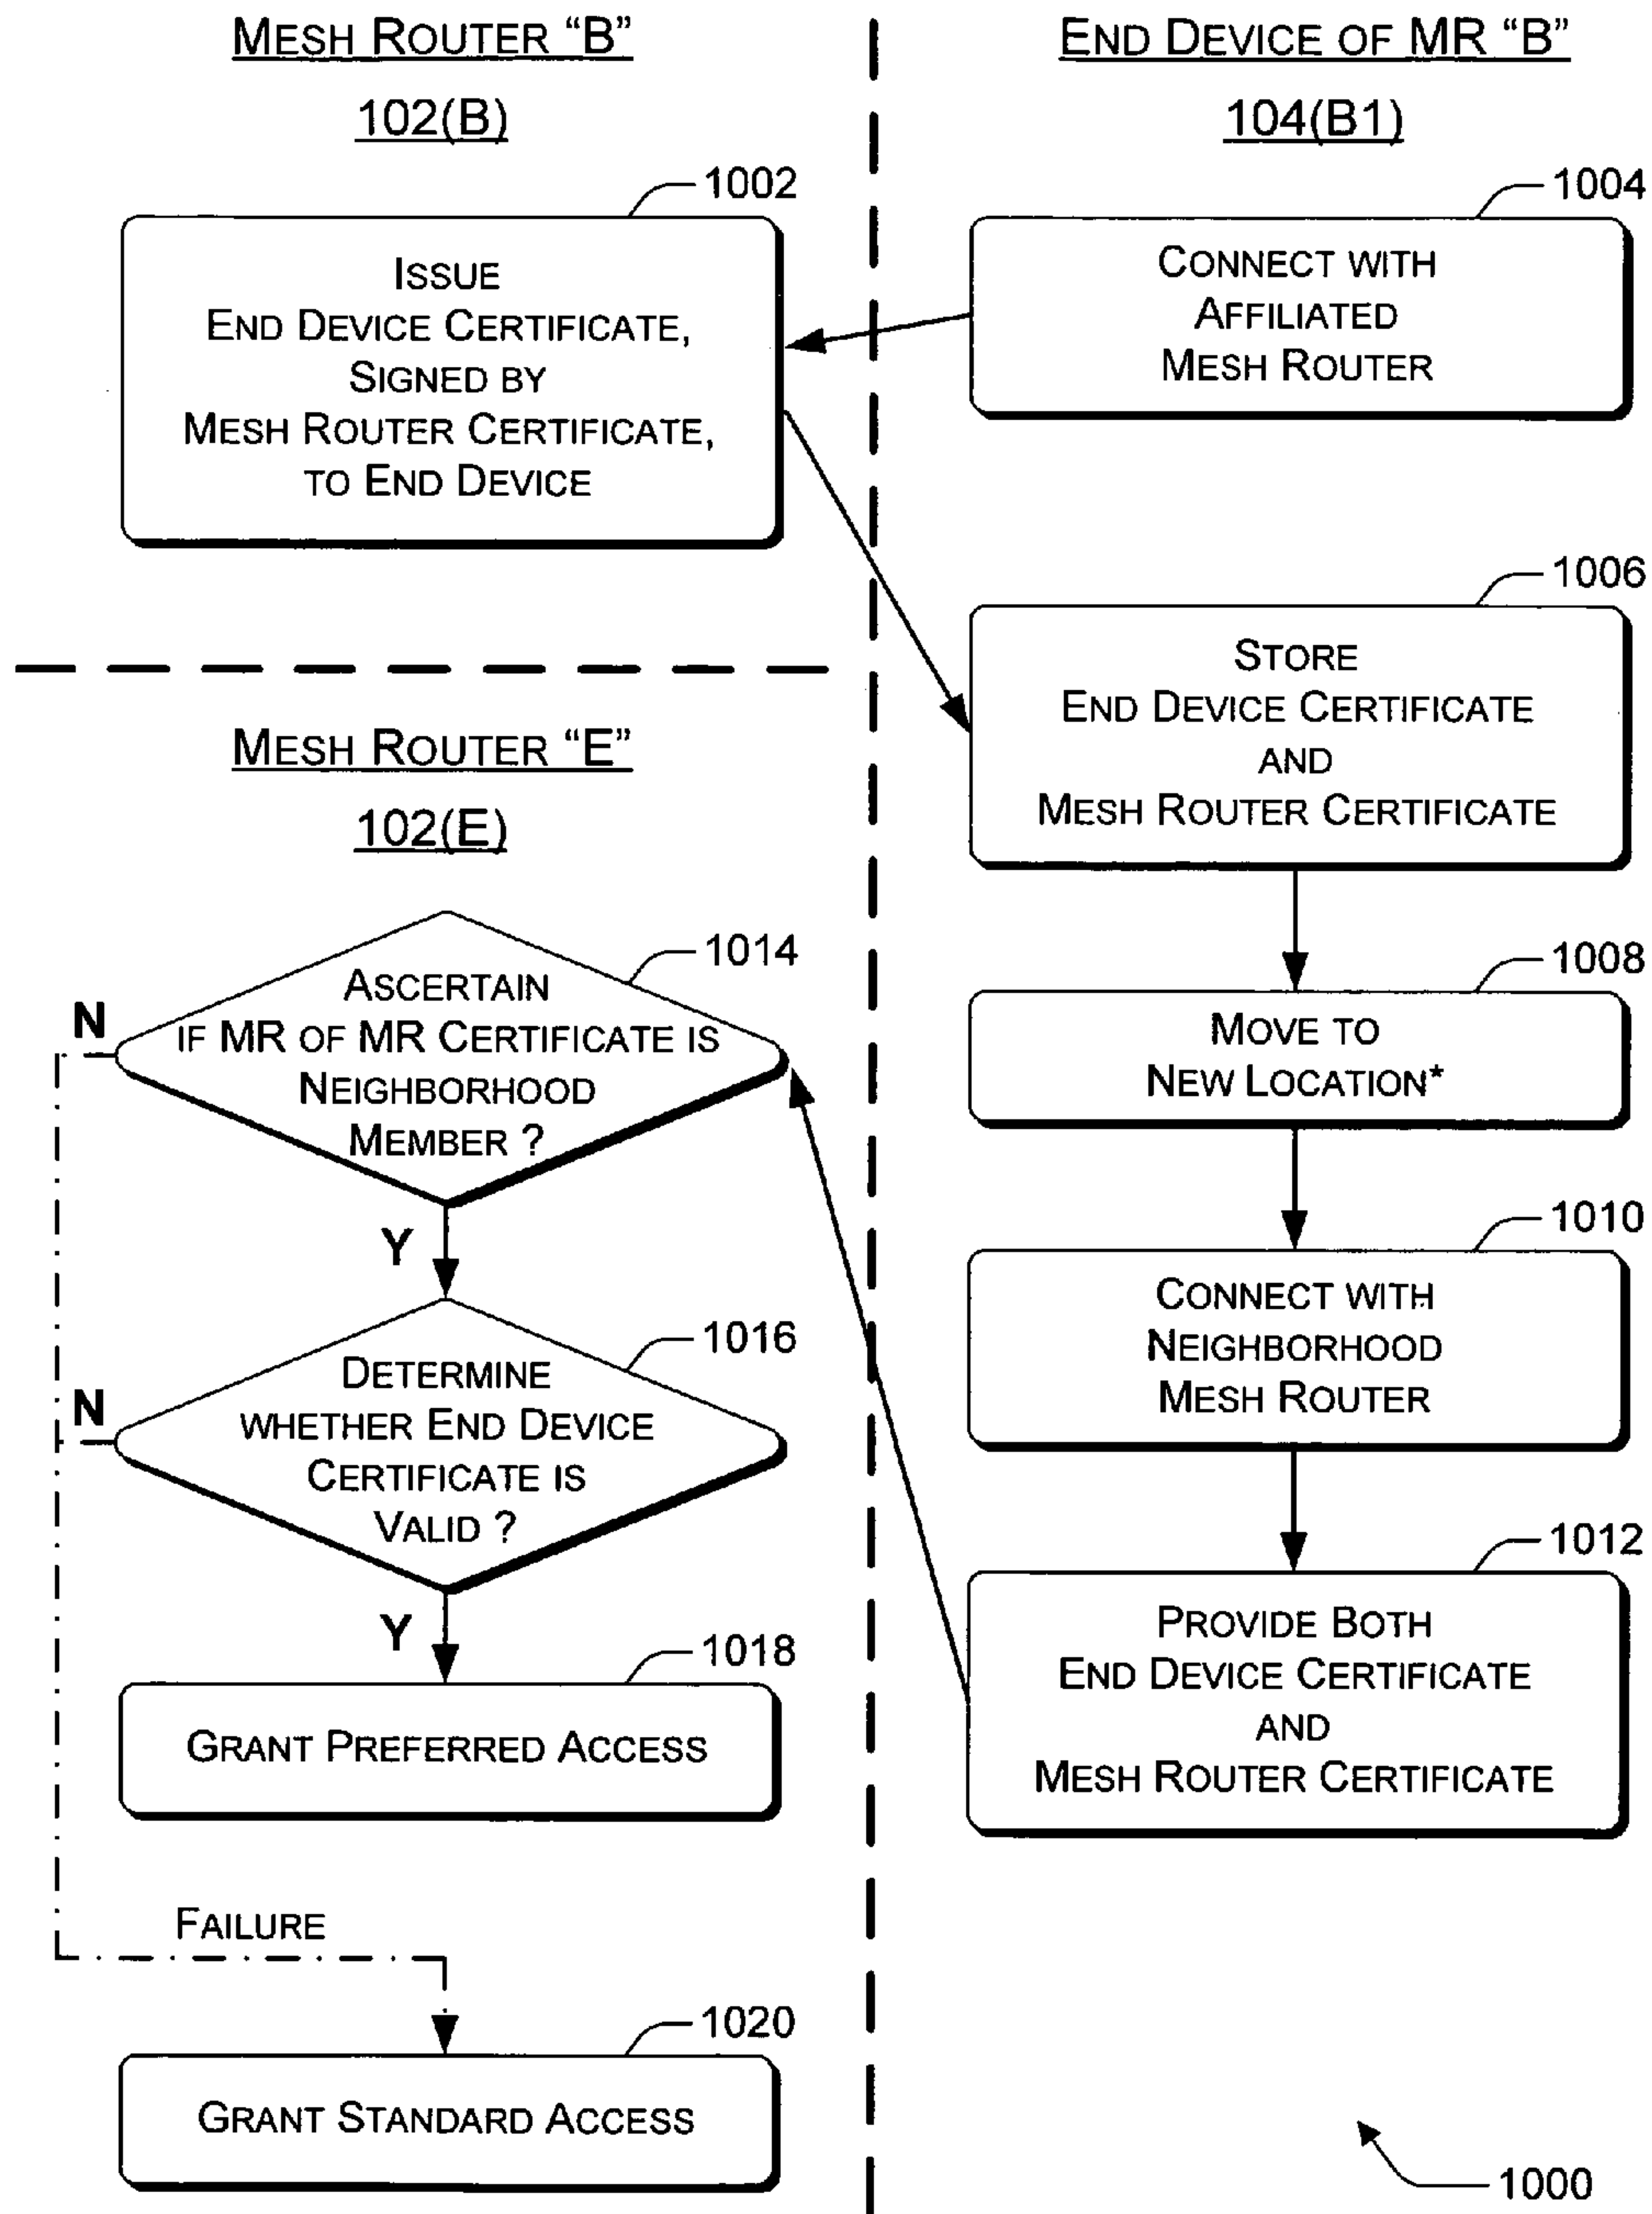 MESH ROUTER “B”
102(B)
1002
ISSUE
END DEVICE CERTIFICATE,
SIGNED BY
MESH ROUTER CERTIFICATE,
TO END DEVICE
END DEVICE OF MR “B”
104(B1)
1004
CONNECT WITH
AFFILIATED
MESH ROUTER
1006
STORE
END DEVICE CERTIFICATE
AND
MESH ROUTER CERTIFICATE
1008
MOVE TO
NEW LOCATION*
1010
CONNECT WITH
NEIGHBORHOOD
MESH ROUTER
1012
PROVIDE BOTH
END DEVICE CERTIFICATE
AND
MESH ROUTER CERTIFICATE
MESH ROUTER “E”
102(E)
1014
ASCERTAIN
IF MR OF MR CERTIFICATE IS
NEIGHBORHOOD
MEMBER ?
N
Y
1016
DETERMINE
WHETHER END DEVICE
CERTIFICATE IS
VALID ?
N
Y
1018
GRANT PREFERRED ACCESS
FAILURE
1020
GRANT STANDARD ACCESS
1000